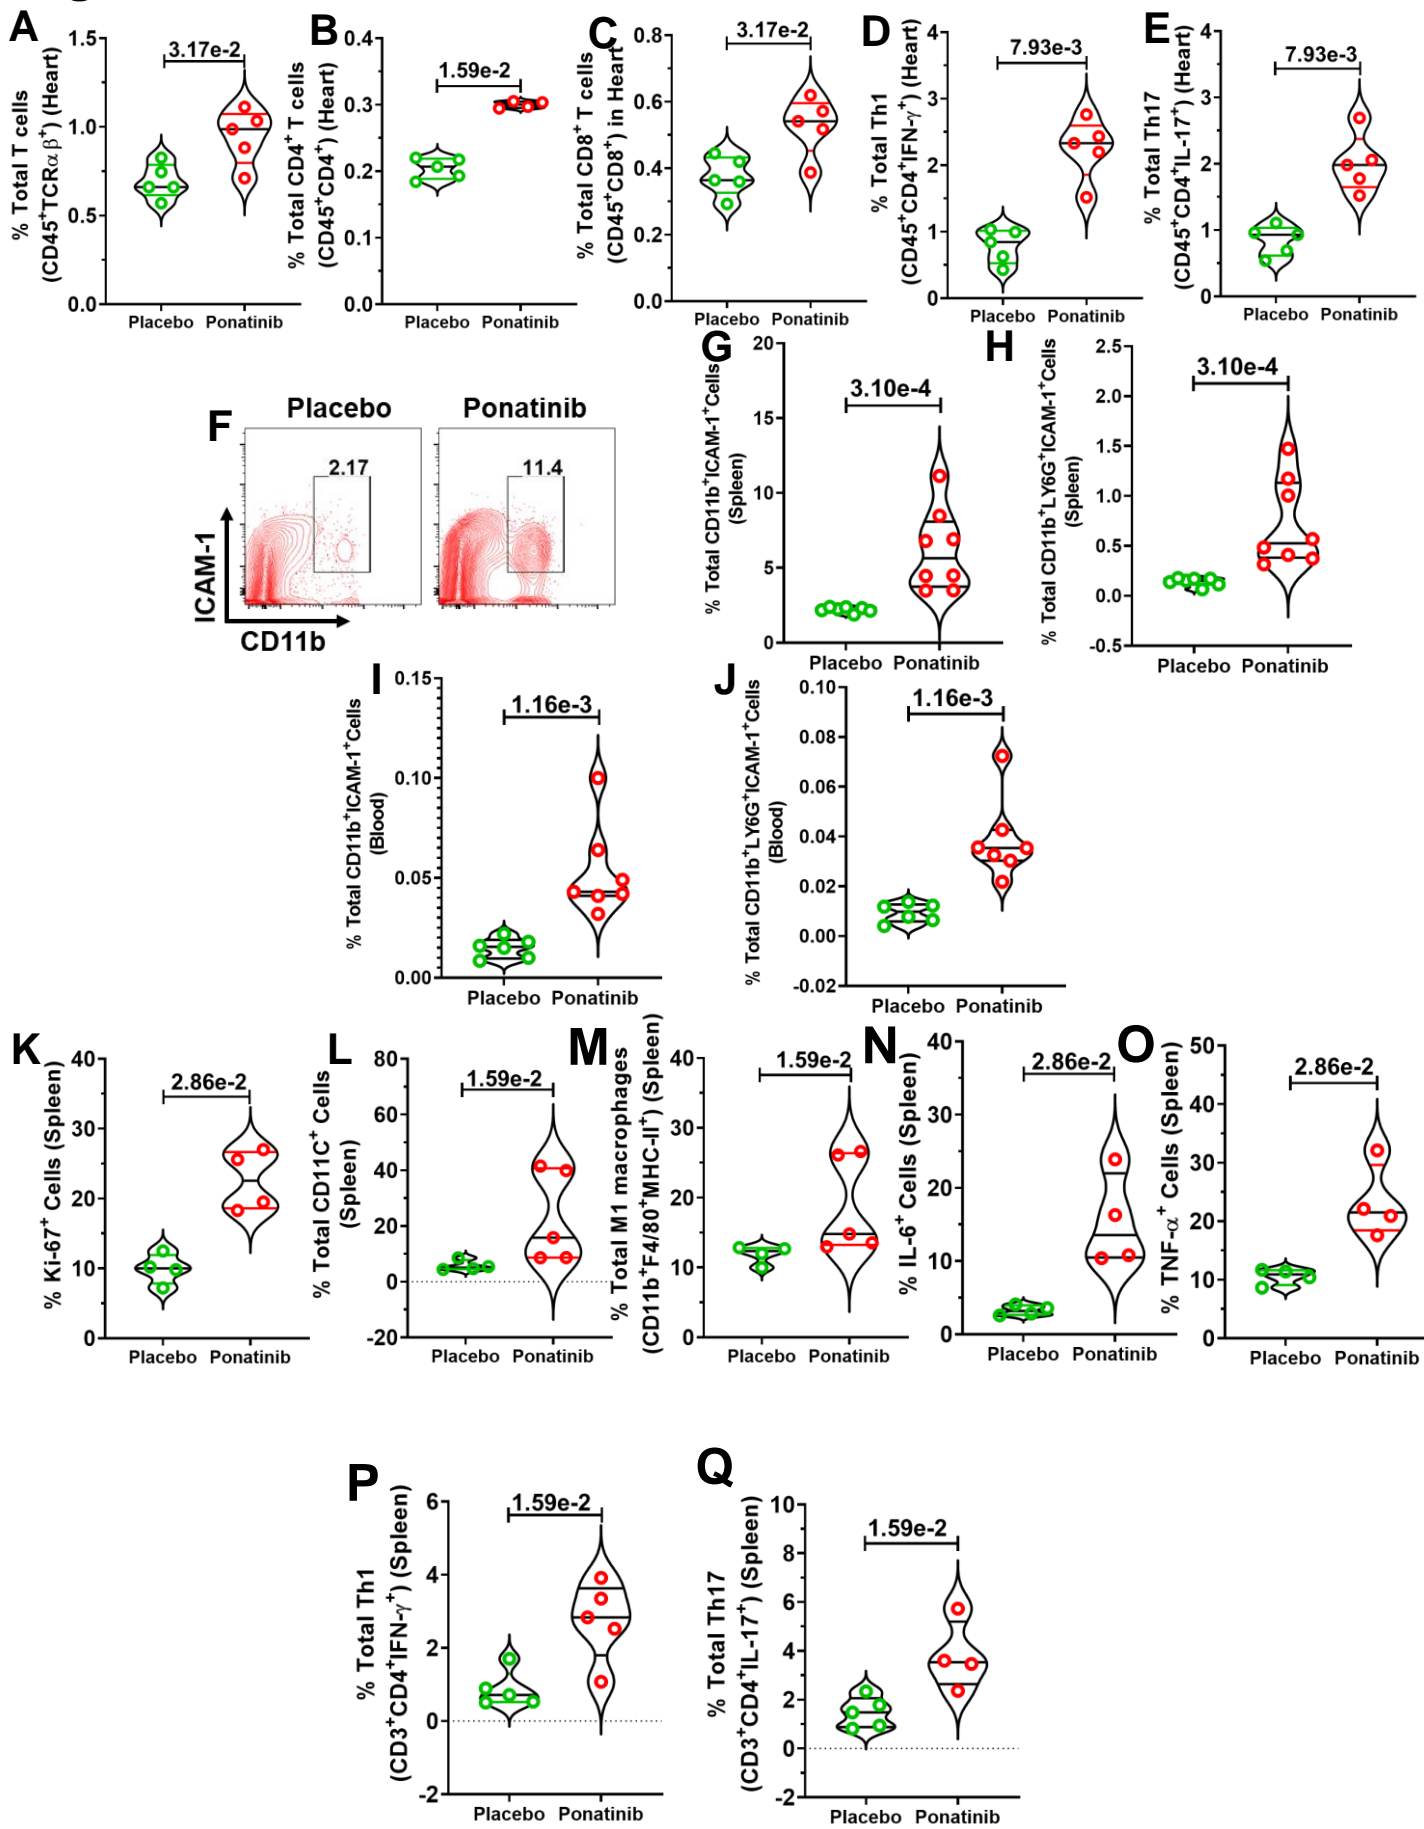 A
% Total T cells
(CD45+TCRαβ+) (Heart)
1.5
1.0
0.5
0.0
3.17e-2
Placebo Ponatinib
B
% Total CD4+ T cells
(CD45+CD4+) (Heart)
0.4
0.3
0.2
0.1
0.0
1.59e-2
Placebo Ponatinib
C
% Total CD8+ T cells
(CD45+CD8+) in Heart
0.8
0.6
0.4
0.2
0.0
3.17e-2
Placebo Ponatinib
D
% Total Th1
(CD45+CD4+IFN-γ+) (Heart)
4
3
2
1
0
7.93e-3
Placebo Ponatinib
E
% Total Th17
(CD45+CD4+IL-17+) (Heart)
4
3
2
1
0
7.93e-3
Placebo Ponatinib
F
Placebo Ponatinib
2.17
11.4
ICAM-1
CD11b
G
% Total CD11b+ICAM-1+Cells
(Spleen)
20
15
10
5
0
3.10e-4
Placebo Ponatinib
H
% Total CD11b+LY6G+ICAM-1+Cells
(Spleen)
2.5
2.0
1.5
1.0
0.5
0.0
-0.5
3.10e-4
Placebo Ponatinib
I
% Total CD11b+ICAM-1+Cells
(Blood)
0.15
0.10
0.05
0.00
1.16e-3
Placebo Ponatinib
J
% Total CD11b+LY6G+ICAM-1+Cells
(Blood)
0.10
0.08
0.06
0.04
0.02
0.00
-0.02
1.16e-3
Placebo Ponatinib
K
% Ki-67+ Cells (Spleen)
40
30
20
10
0
2.86e-2
Placebo Ponatinib
L
% Total CD11C+ Cells
(Spleen)
80
60
40
20
0
-20
1.59e-2
Placebo Ponatinib
M
% Total M1 macrophages
(CD11b+F4/80+MHC-II+) (Spleen)
40
30
20
10
0
1.59e-2
Placebo Ponatinib
N
% IL-6+ Cells (Spleen)
40
30
20
10
0
2.86e-2
Placebo Ponatinib
O
% TNF-α+ Cells (Spleen)
50
40
30
20
10
0
2.86e-2
Placebo Ponatinib
P
% Total Th1
(CD3+CD4+IFN-γ+) (Spleen)
6
4
2
0
-2
1.59e-2
Placebo Ponatinib
Q
% Total Th17
(CD3+CD4+IL-17+) (Spleen)
10
8
6
4
2
0
-2
1.59e-2
Placebo Ponatinib